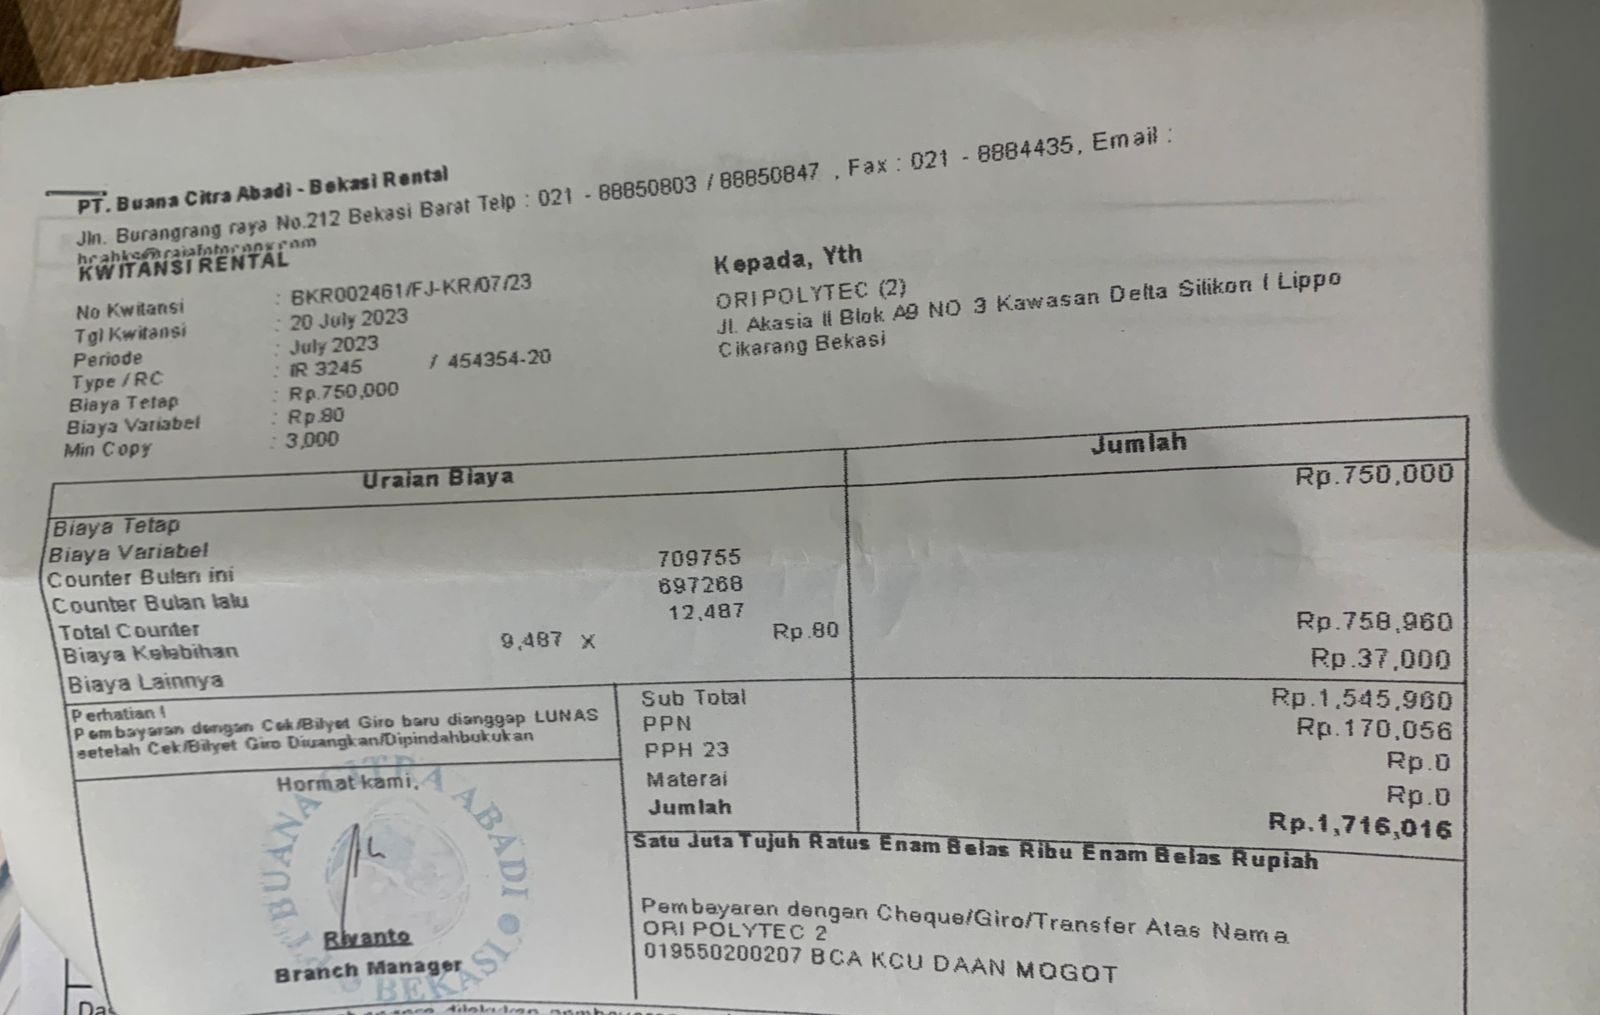 PT. Buana Citra Abadi - Bekasi Rental
Jln. Burangrang raya No.212 Bekasi Barat Telp : 021 - 88850803 / 88850847 , Fax : 021 - 8884435, Email :
KWITANSI RENTAL
No Kwitansi : BKR002461/FJ-KR/07/23
Tgl Kwitansi : 20 July 2023
Periode : July 2023
Type / RC : IR 3245 / 454354-20
Biaya Tetap : Rp.750,000
Biaya Variabel : Rp.80
Min Copy : 3,000
Kepada, Yth
ORI POLYTEC (2)
Jl. Akasia II Blok A9 NO 3 Kawasan Delta Silikon I Lippo
Cikarang Bekasi
Uraian Biaya Jumlah
Biaya Tetap Rp.750,000
Biaya Variabel
Counter Bulan ini 709755
Counter Bulan lalu 697268
Total Counter 12,487
Biaya Kelebihan 9,487 X Rp.80 Rp.758,960
Biaya Lainnya Rp.37,000
Perhatian !
Pembayaran dengan Cek/Bilyet Giro baru dianggap LUNAS
setelah Cek/Bilyet Giro Diuangkan/Dipindahbukukan
Sub Total Rp.1,545,960
PPN Rp.170,056
PPH 23 Rp.0
Materai Rp.0
Jumlah Rp.1,716,016
Satu Juta Tujuh Ratus Enam Belas Ribu Enam Belas Rupiah
Hormat kami,
BUANA CITRA ABADI
BEKASI
Riyanto
Branch Manager
Pembayaran dengan Cheque/Giro/Transfer Atas Nama
ORI POLYTEC 2
019550200207 BCA KCU DAAN MOGOT